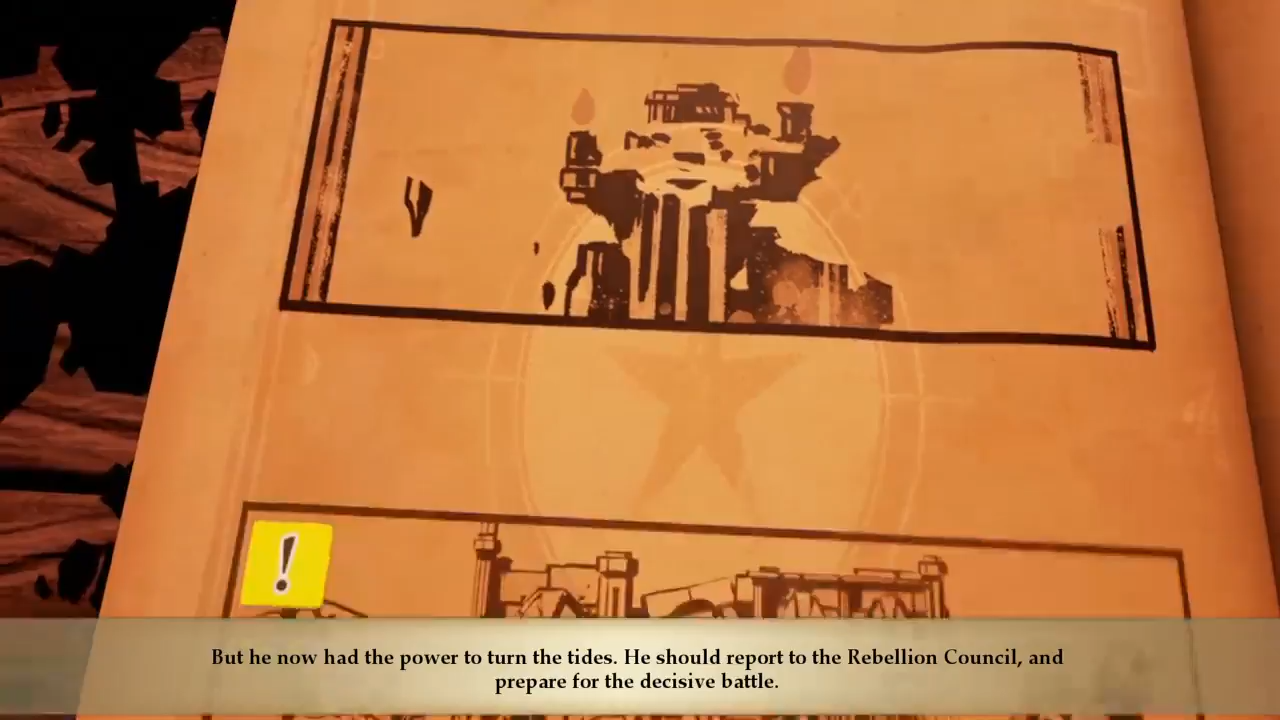 !
But he now had the power to turn the tides. He should report to the Rebellion Council, and
prepare for the decisive battle.